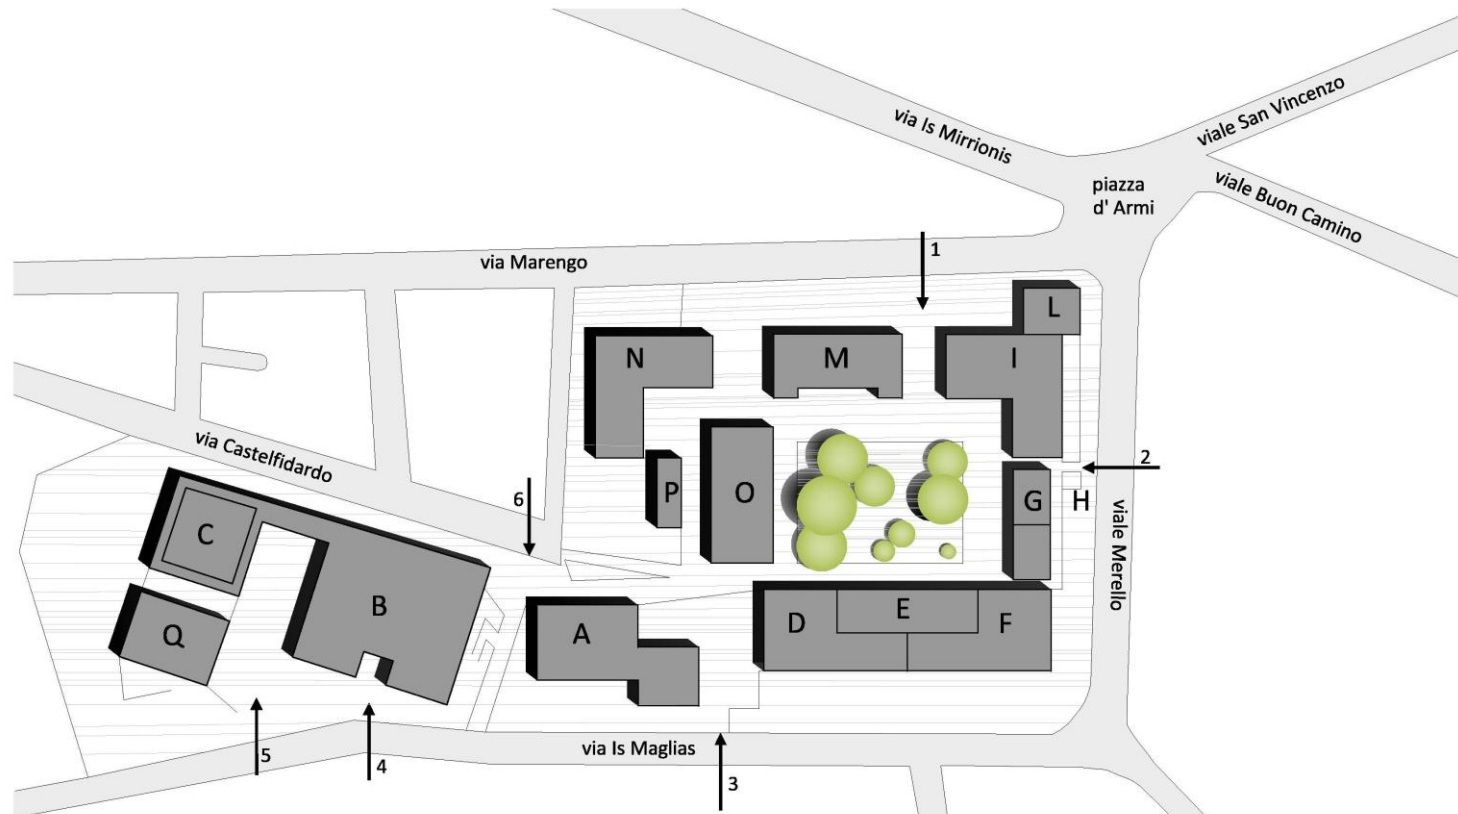 via Is Mirrionis
viale San Vincenzo
piazza
d' Armi
viale Buon Camino
via Marengo
1
L
N
M
I
2
via Castelfidardo
6
P
O
G
H
C
viale Merello
B
Q
A
D
E
F
via Is Maglias
5
4
3